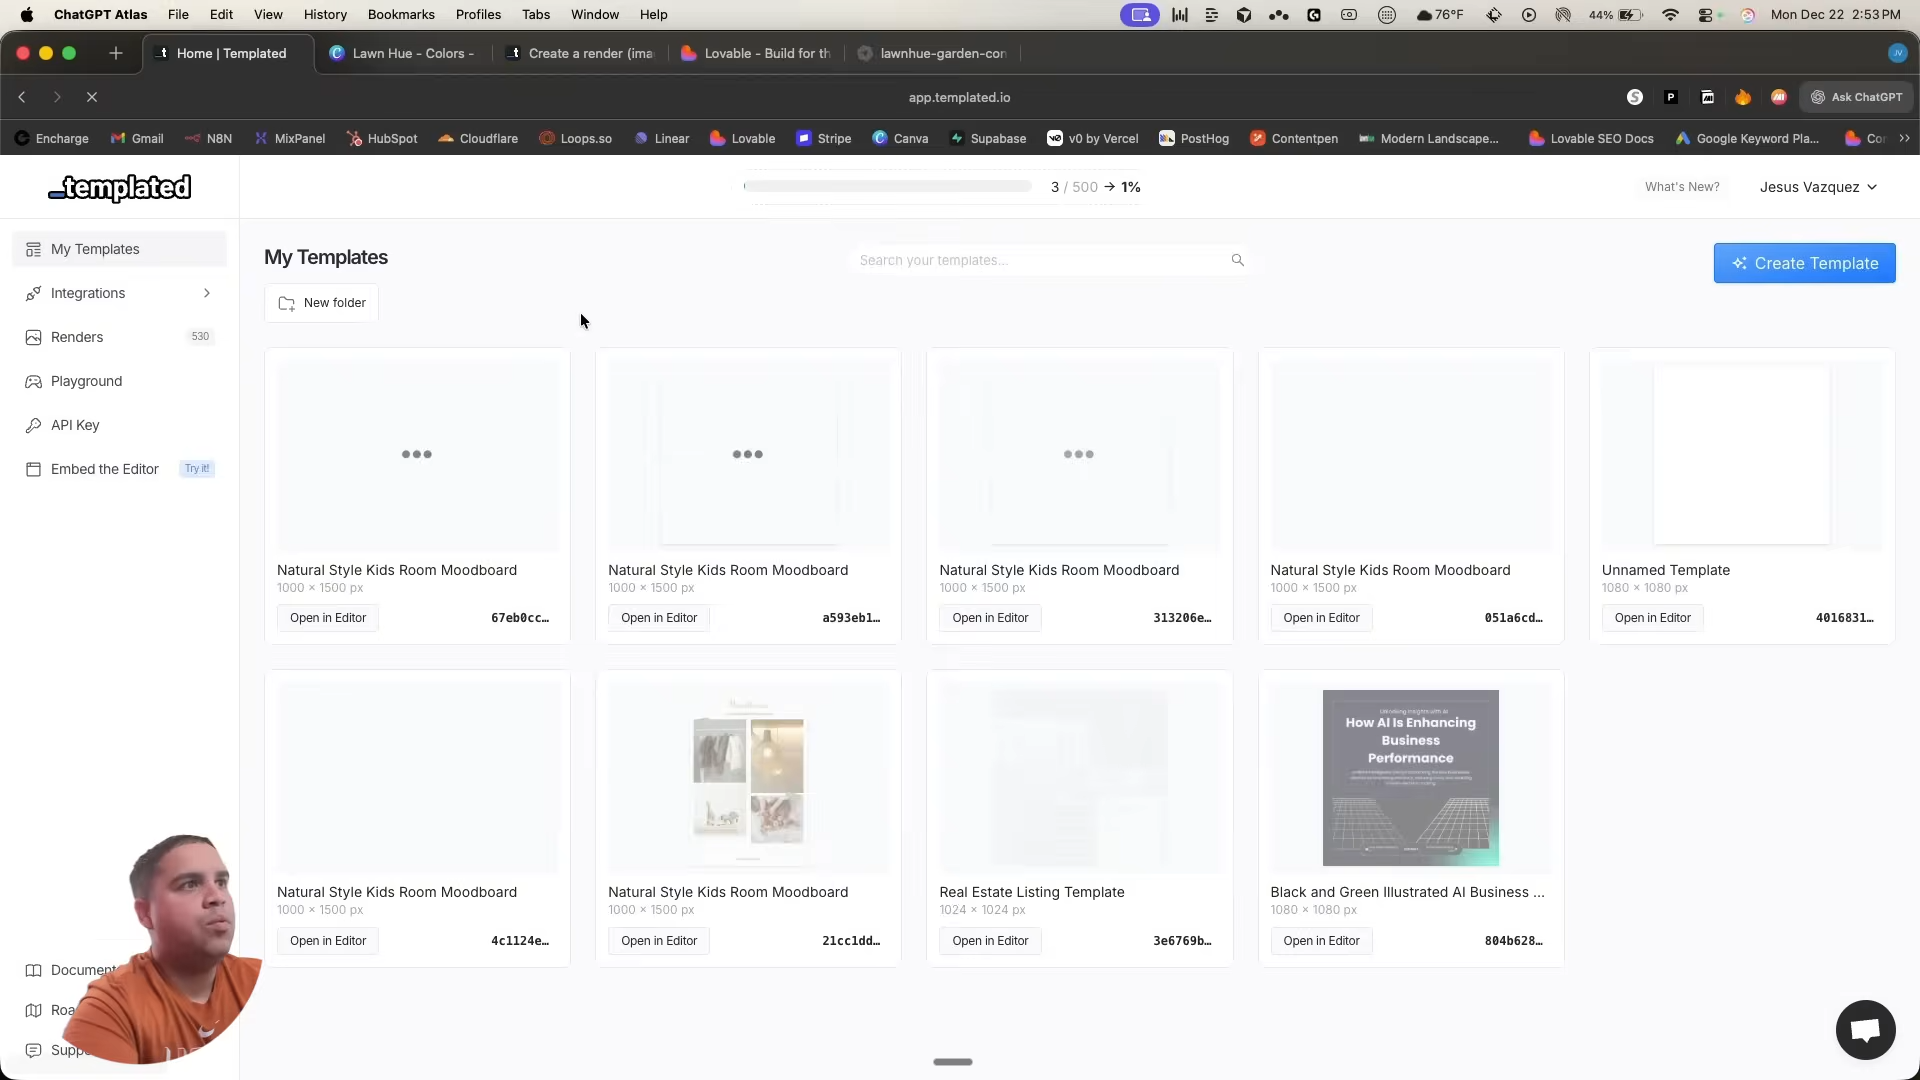 ChatGPT Atlas File Edit View History Bookmarks Profiles Tabs Window Help 76°F 44% Mon Dec 22 2:53 PM
Home | Templated Lawn Hue - Colors - Create a render (ima Lovable - Build for th lawnhue-garden-con JV
app.templated.io Ask ChatGPT
Encharge Gmail N8N MixPanel HubSpot Cloudflare Loops.so Linear Lovable Stripe Canva Supabase v0 by Vercel PostHog Contentpen Modern Landscape... Lovable SEO Docs Google Keyword Pla... Co
_templated 3 / 500 → 1% What's New? Jesus Vazquez
My Templates
Integrations
Renders 530
Playground
API Key
Embed the Editor Try it!
Document
Roa
Supp
My Templates
Search your templates...
Create Template
New folder
Natural Style Kids Room Moodboard
1000 × 1500 px
Open in Editor 67eb0cc…
Natural Style Kids Room Moodboard
1000 × 1500 px
Open in Editor a593eb1…
Natural Style Kids Room Moodboard
1000 × 1500 px
Open in Editor 313206e…
Natural Style Kids Room Moodboard
1000 × 1500 px
Open in Editor 051a6cd…
Unnamed Template
1080 × 1080 px
Open in Editor 4016831…
Natural Style Kids Room Moodboard
1000 × 1500 px
Open in Editor 4c1124e…
Natural Style Kids Room Moodboard
1000 × 1500 px
Open in Editor 21cc1dd…
Real Estate Listing Template
1024 × 1024 px
Open in Editor 3e6769b…
How AI Is Enhancing
Business
Performance
Black and Green Illustrated AI Business ...
1080 × 1080 px
Open in Editor 804b628…